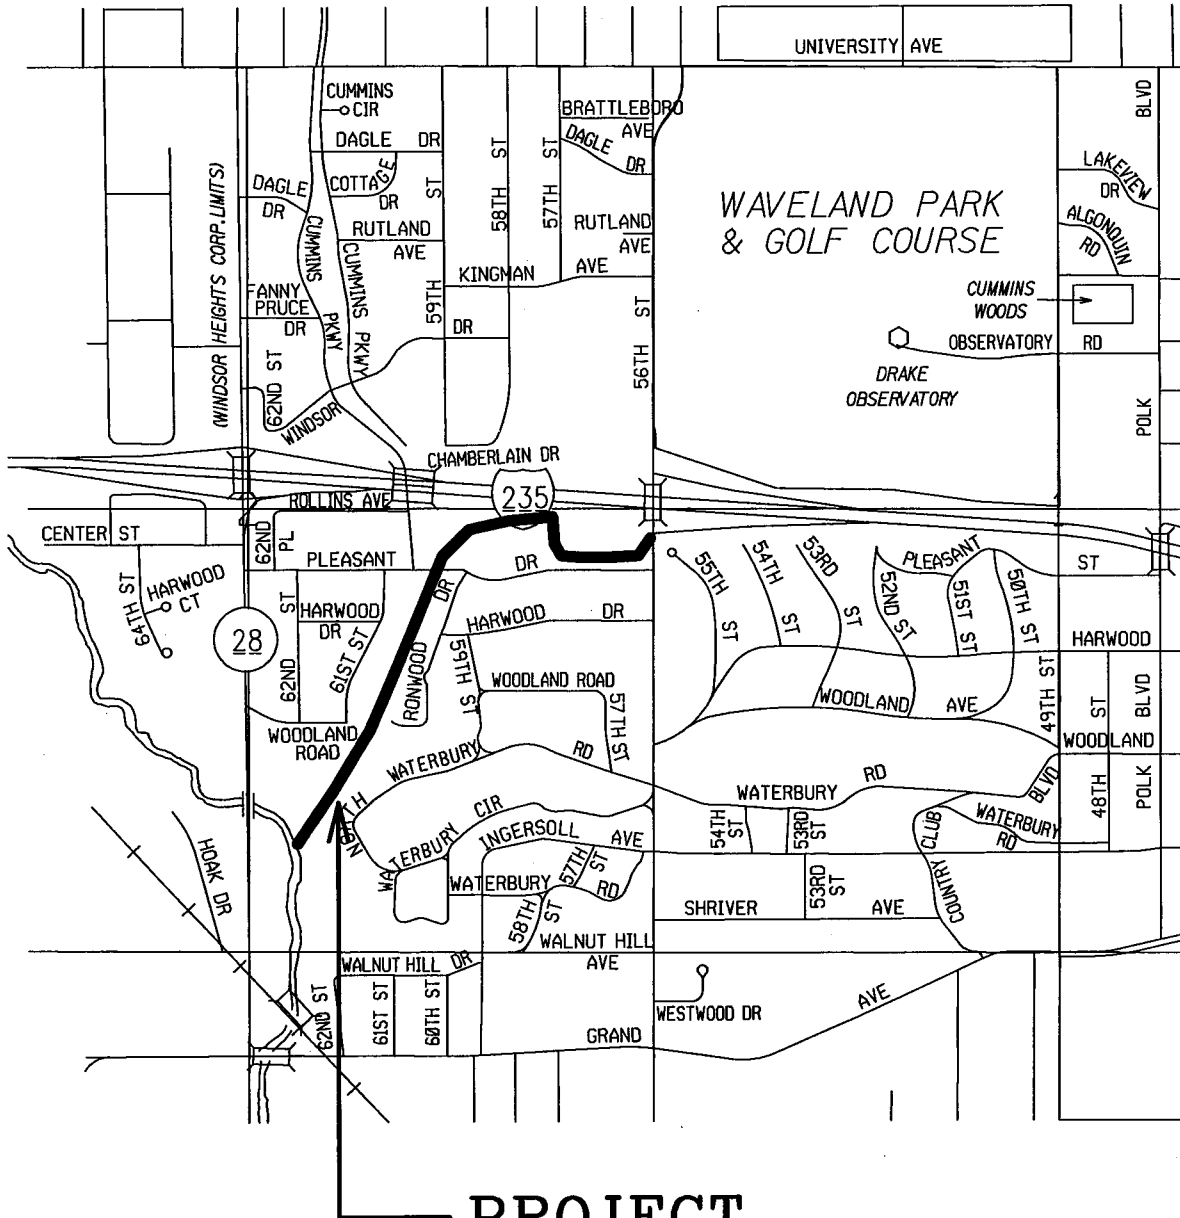 UNIVERSITY AVE
CUMMINS
CIR
BRATTLEBORO
AVE
BLVD
DAGLE DR
DAGLE
DR
58TH ST
57TH ST
COTTAGE
DR
DAGLE
DR
ST
59TH
LAKEVIEW
DR
ALGONQUIN
RD
WAVELAND PARK
& GOLF COURSE
RUTLAND
AVE
RUTLAND
AVE
(WINDSOR HEIGHTS CORP. LIMITS)
CUMMINS
PKWY
CUMMINS PKWY
KINGMAN AVE
FANNY
PRUCE
DR
DR
56TH ST
CUMMINS
WOODS
OBSERVATORY RD
DRAKE
OBSERVATORY
62ND ST
WINDSOR
POLK
CHAMBERLAIN DR
235
ROLLINS AVE
CENTER ST
62ND
PL
PLEASANT
DR
64TH ST
HARWOOD
CT
28
62ND
ST
HARWOOD
DR
61ST ST
RONWOOD
DR
HARWOOD DR
59TH ST
55TH
ST
54TH
ST
53RD
ST
52ND ST
PLEASANT
ST
51ST ST
50TH ST
HARWOOD
WOODLAND
ROAD
WOODLAND ROAD
57TH ST
WOODLAND AVE
49TH ST
ST
48TH
BLVD
POLK
WOODLAND
WATERBURY
RD
WATERBURY
RD
BLVD
COUNTRY CLUB
WATERBURY
RD
NORTH
WATERBURY CIR
INGERSOLL AVE
54TH
ST
53RD
ST
HOAK DR
WATERBURY
RD
57TH
ST
58TH
ST
53RD
ST
SHRIVER AVE
WALNUT HILL
AVE
WALNUT HILL DR
62ND ST
61ST ST
60TH ST
WESTWOOD DR
GRAND
AVE
PROJECT